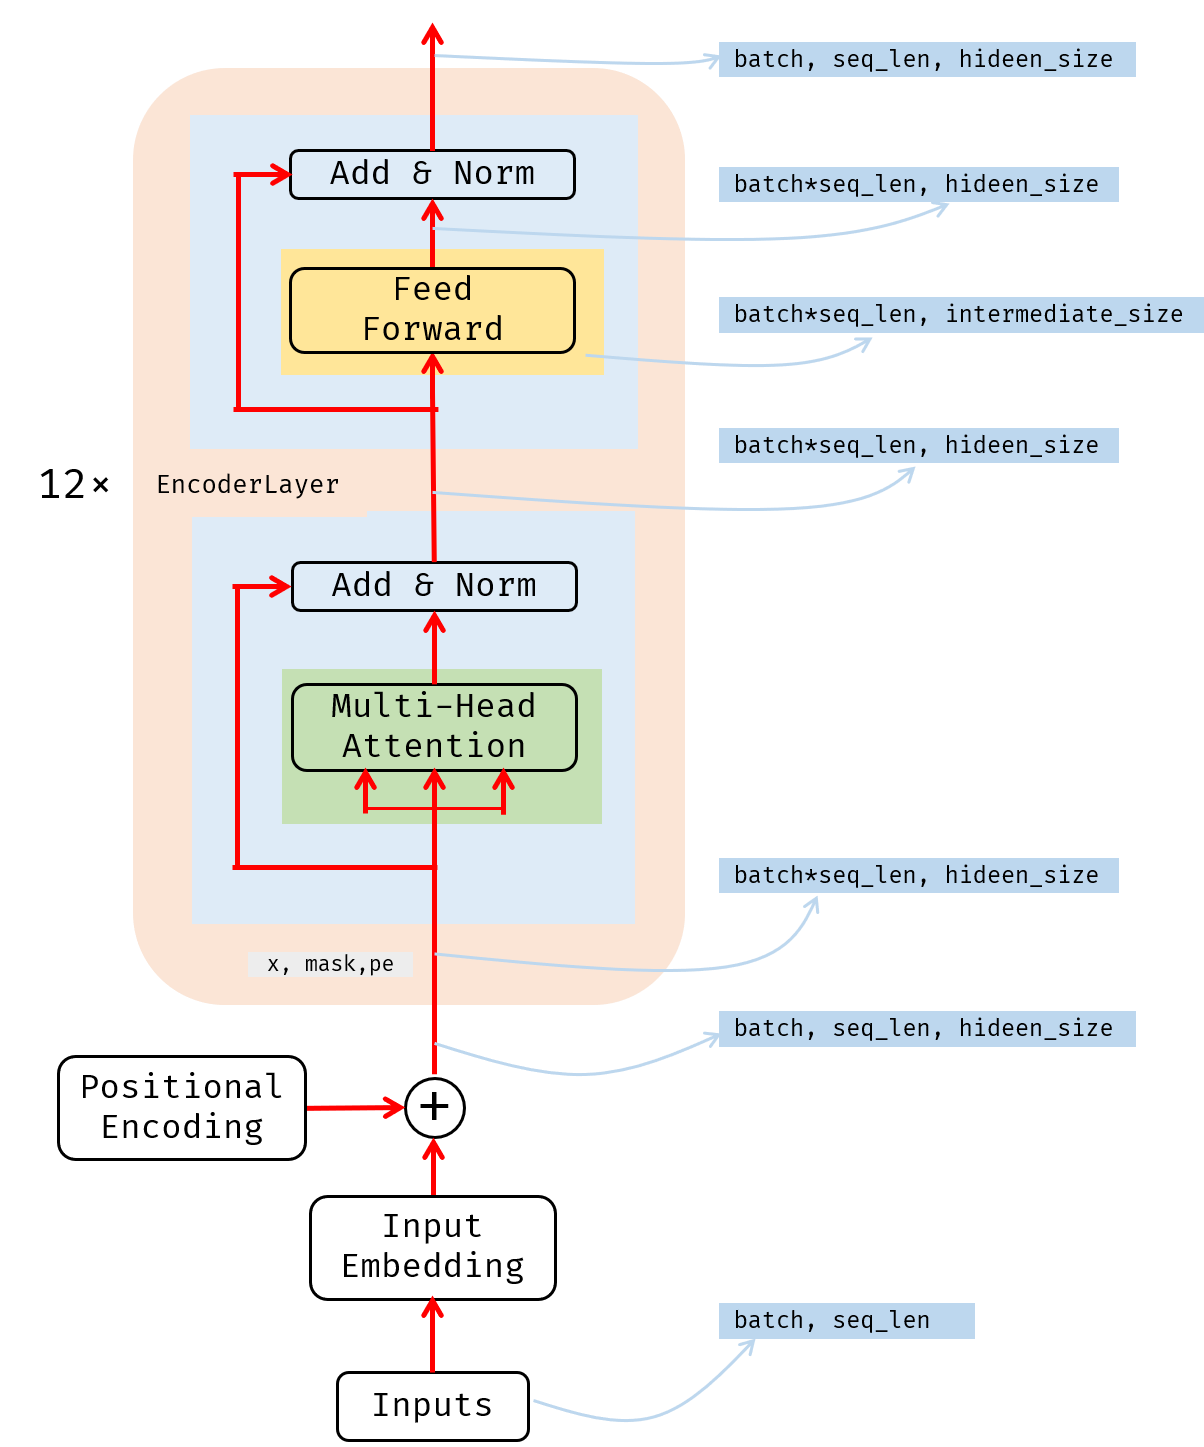 batch, seq_len, hideen_size
Add & Norm
batch*seq_len, hideen_size
Feed
Forward
batch*seq_len, intermediate_size
batch*seq_len, hideen_size
12×
EncoderLayer
Add & Norm
Multi-Head
Attention
batch*seq_len, hideen_size
x, mask,pe
batch, seq_len, hideen_size
Positional
Encoding
+
Input
Embedding
batch, seq_len
Inputs